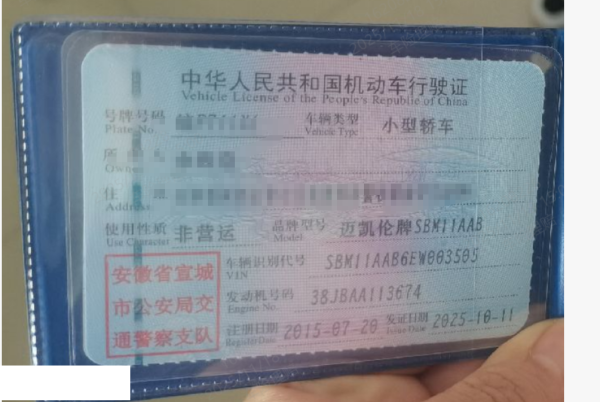 中华人民共和国机动车行驶证
Vehicle License of the People's Republic of China
号牌号码 车辆类型 小型轿车
Plate No. Vehicle Type
所 人
Owner
住 址
Address
使用性质 非营运 品牌型号 迈凯伦牌SBM11AAB
Use Character Model
安徽省宣城 车辆识别代号 SBM11AAB6EW003505
VIN
市公安局交 发动机号码 38JBAA113674
Engine No.
通警察支队 注册日期 2015-07-20 发证日期 2025-10-11
Register Date Issue Date